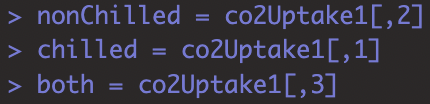 > nonChilled = co2Uptake1[,2]
> chilled = co2Uptake1[,1]
> both = co2Uptake1[,3]